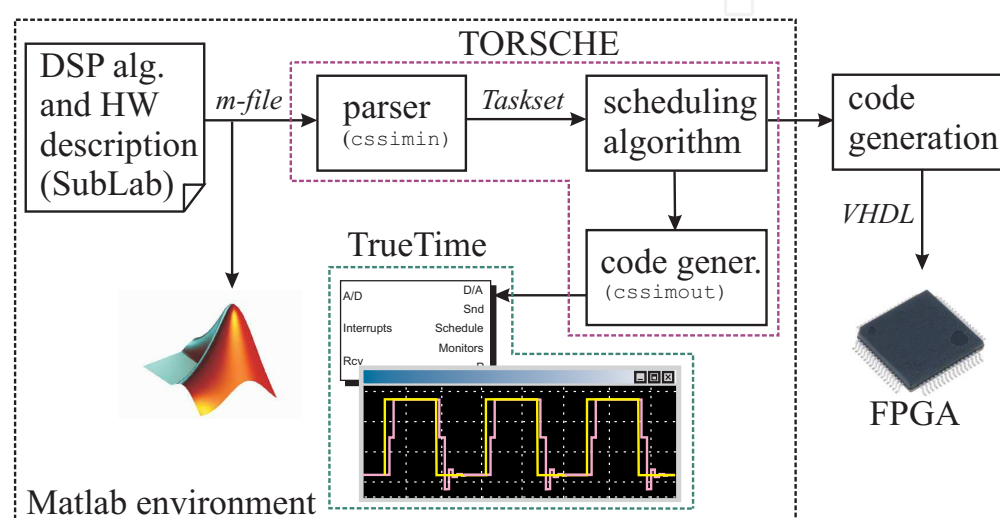 TORSCHE
DSP alg.
and HW
description
(SubLab)
m-file
parser
(cssimin)
Taskset
scheduling
algorithm
code
generation
VHDL
FPGA
code gener.
(cssimout)
TrueTime
A/D
Interrupts
Rcv
D/A
Snd
Schedule
Monitors
Matlab environment